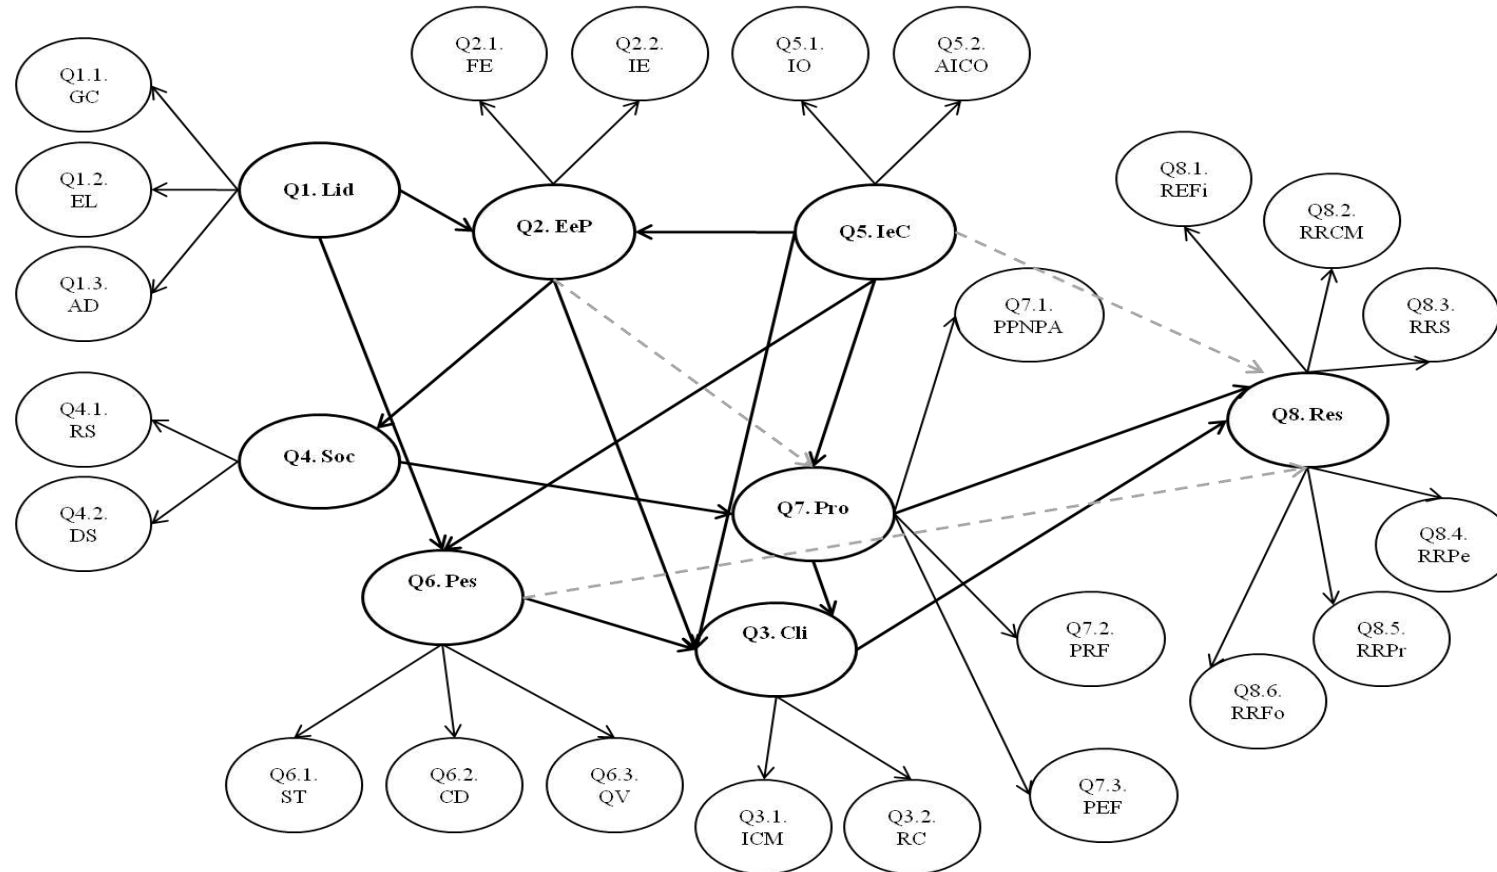 Q2.1.
FE
Q2.2.
IE
Q5.1.
IO
Q5.2.
AICO
Q1.1.
GC
Q1.2.
EL
Q1.3.
AD
Q1. Lid
Q2. EeP
Q5. IeC
Q8.1.
REFi
Q8.2.
RRCM
Q8.3.
RRS
Q7.1.
PPNPA
Q4.1.
RS
Q4.2.
DS
Q4. Soc
Q8. Res
Q7. Pro
Q6. Pes
Q3. Cli
Q8.4.
RRPe
Q8.5.
RRPr
Q8.6.
RRFo
Q7.2.
PRF
Q7.3.
PEF
Q6.1.
ST
Q6.2.
CD
Q6.3.
QV
Q3.1.
ICM
Q3.2.
RC